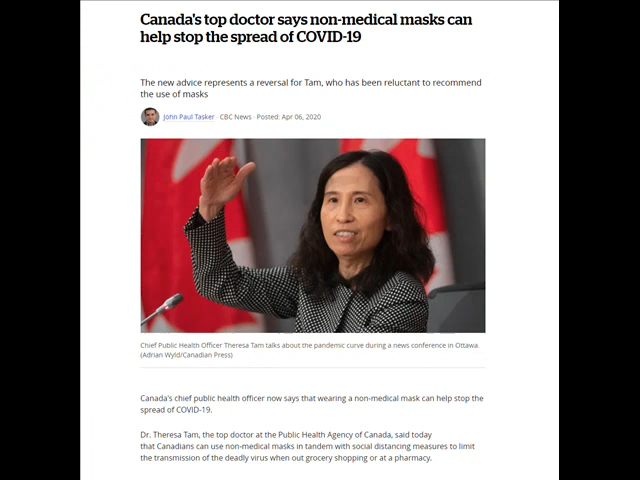 Canada's top doctor says non-medical masks can
help stop the spread of COVID-19
The new advice represents a reversal for Tam, who has been reluctant to recommend
the use of masks
John Paul Tasker · CBC News · Posted: Apr 06, 2020
Chief Public Health Officer Theresa Tam talks about the pandemic curve during a news conference in Ottawa.
(Adrian Wyld/Canadian Press)
Canada's chief public health officer now says that wearing a non-medical mask can help stop the
spread of COVID-19.
Dr. Theresa Tam, the top doctor at the Public Health Agency of Canada, said today
that Canadians can use non-medical masks in tandem with social distancing measures to limit
the transmission of the deadly virus when out grocery shopping or at a pharmacy.